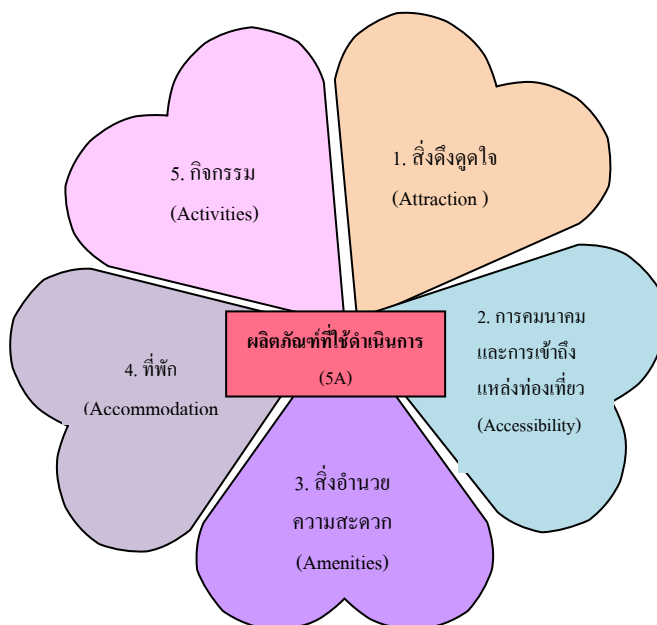 ผลิตภัณฑ์ที่ใช้ดำเนินการ
(5A)
1. สิ่งดึงดูดใจ
(Attraction )
2. การคมนาคม
และการเข้าถึง
แหล่งท่องเที่ยว
(Accessibility)
3. สิ่งอำนวย
ความสะดวก
(Amenities)
4. ที่พัก
(Accommodation
5. กิจกรรม
(Activities)